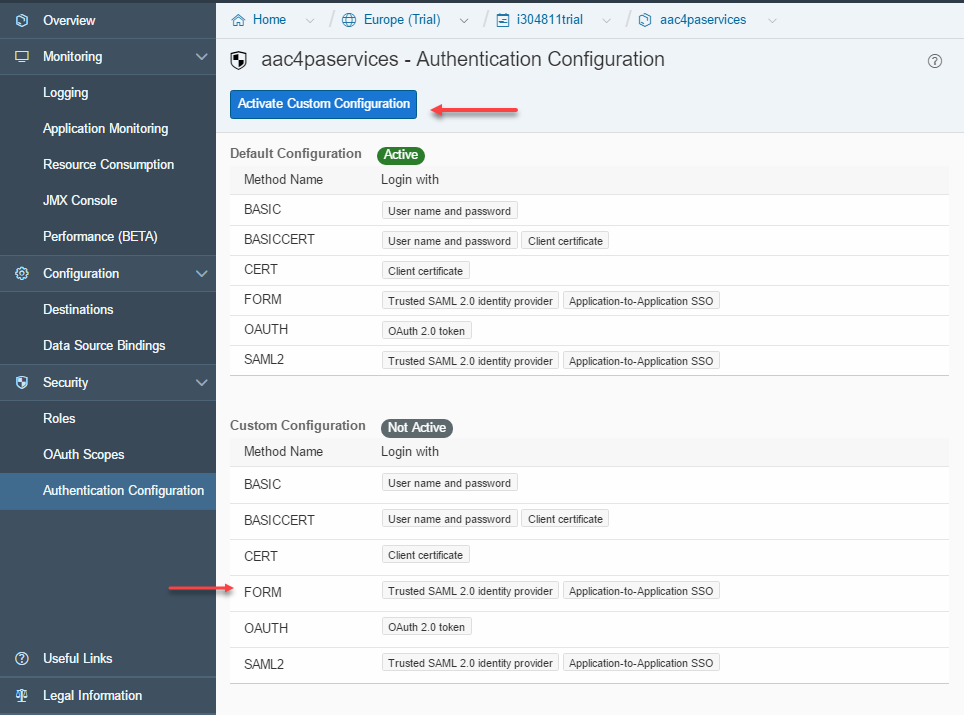 Overview
Monitoring
Logging
Application Monitoring
Resource Consumption
JMX Console
Performance (BETA)
Configuration
Destinations
Data Source Bindings
Security
Roles
OAuth Scopes
Authentication Configuration
Useful Links
Legal Information
Home / Europe (Trial) / i304811trial / aac4paservices
aac4paservices - Authentication Configuration
Activate Custom Configuration
Default Configuration Active
Method Name Login with
BASIC User name and password
BASICCERT User name and password Client certificate
CERT Client certificate
FORM Trusted SAML 2.0 identity provider Application-to-Application SSO
OAUTH OAuth 2.0 token
SAML2 Trusted SAML 2.0 identity provider Application-to-Application SSO
Custom Configuration Not Active
Method Name Login with
BASIC User name and password
BASICCERT User name and password Client certificate
CERT Client certificate
FORM Trusted SAML 2.0 identity provider Application-to-Application SSO
OAUTH OAuth 2.0 token
SAML2 Trusted SAML 2.0 identity provider Application-to-Application SSO